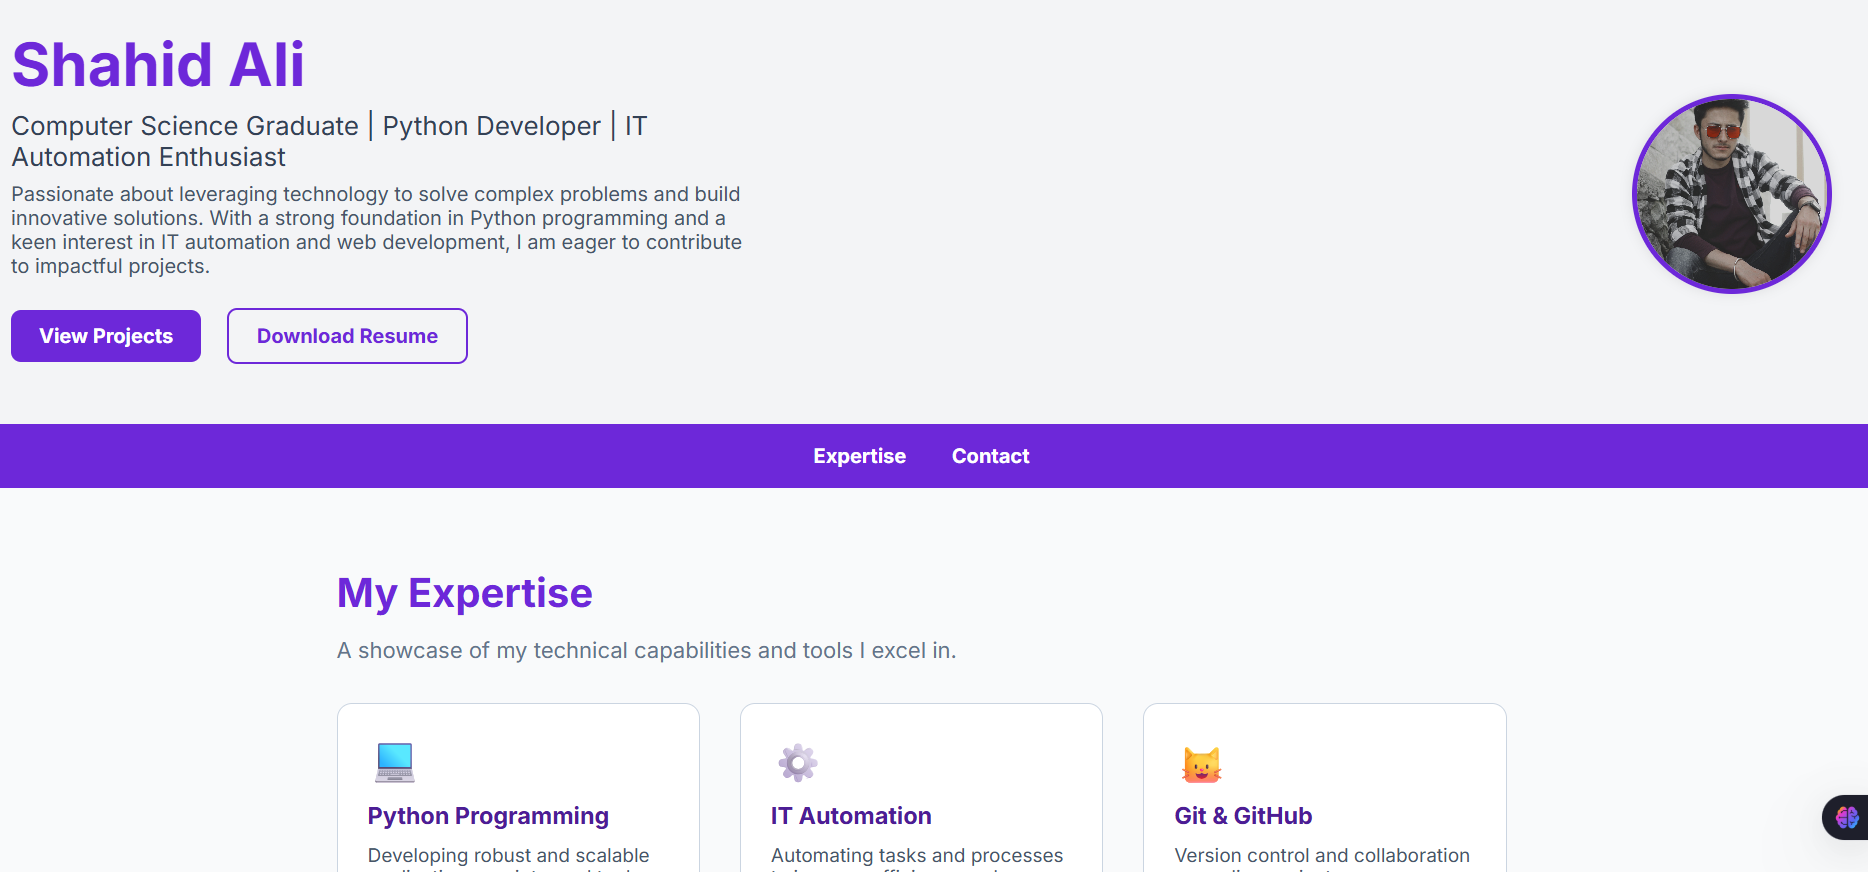 Shahid Ali
Computer Science Graduate | Python Developer | IT
Automation Enthusiast
Passionate about leveraging technology to solve complex problems and build
innovative solutions. With a strong foundation in Python programming and a
keen interest in IT automation and web development, I am eager to contribute
to impactful projects.
View Projects
Download Resume
Expertise
Contact
My Expertise
A showcase of my technical capabilities and tools I excel in.
Python Programming
Developing robust and scalable
IT Automation
Automating tasks and processes
Git & GitHub
Version control and collaboration